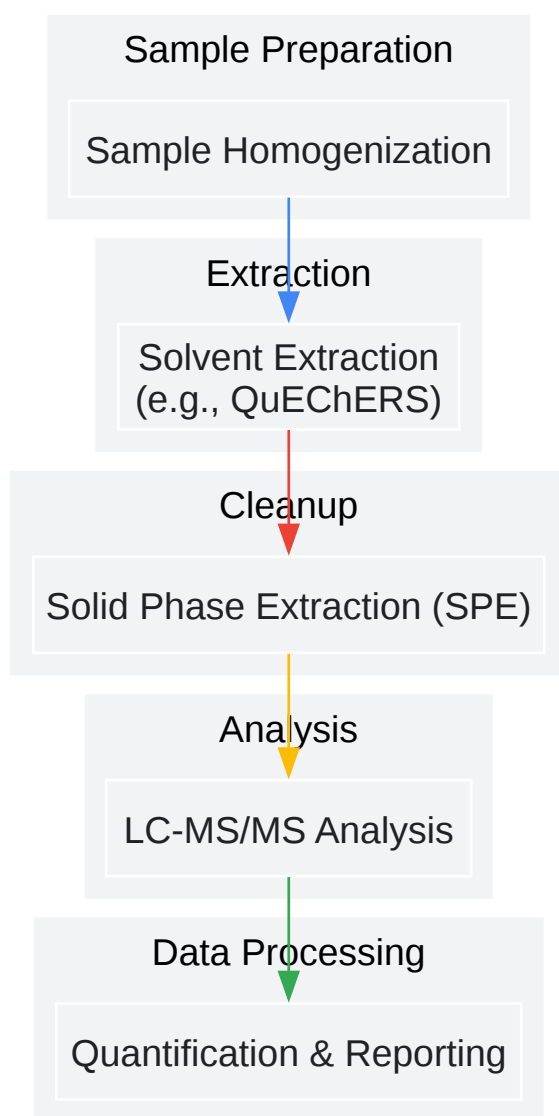 Sample Preparation
Sample Homogenization
Extraction
Solvent Extraction
(e.g., QuEChERS)
Cleanup
Solid Phase Extraction (SPE)
Analysis
LC-MS/MS Analysis
Data Processing
Quantification & Reporting